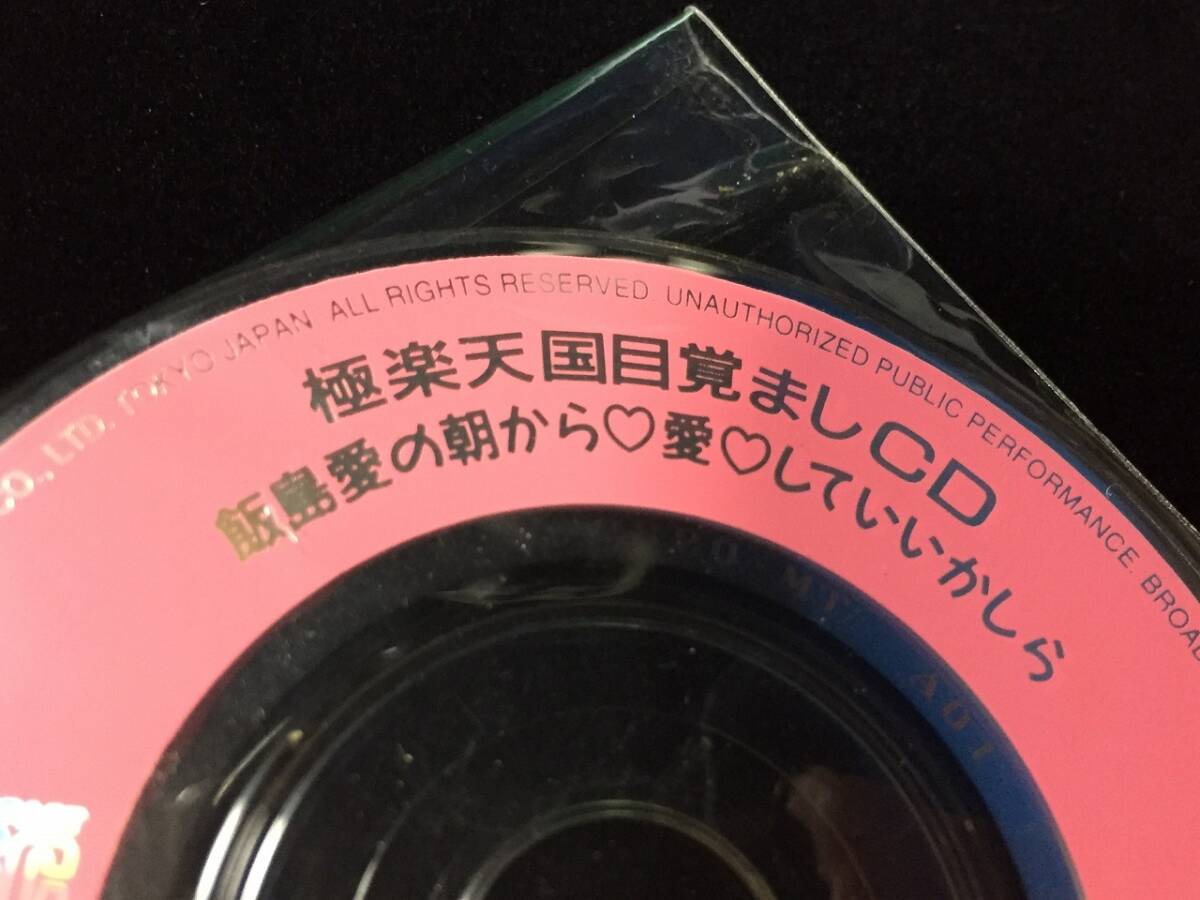 CO., LTD. TOKYO JAPAN ALL RIGHTS RESERVED UNAUTHORIZED PUBLIC PERFORMANCE. BROAD
極楽天国目覚ましCD
飯島愛の朝から♡愛♡していいかしら